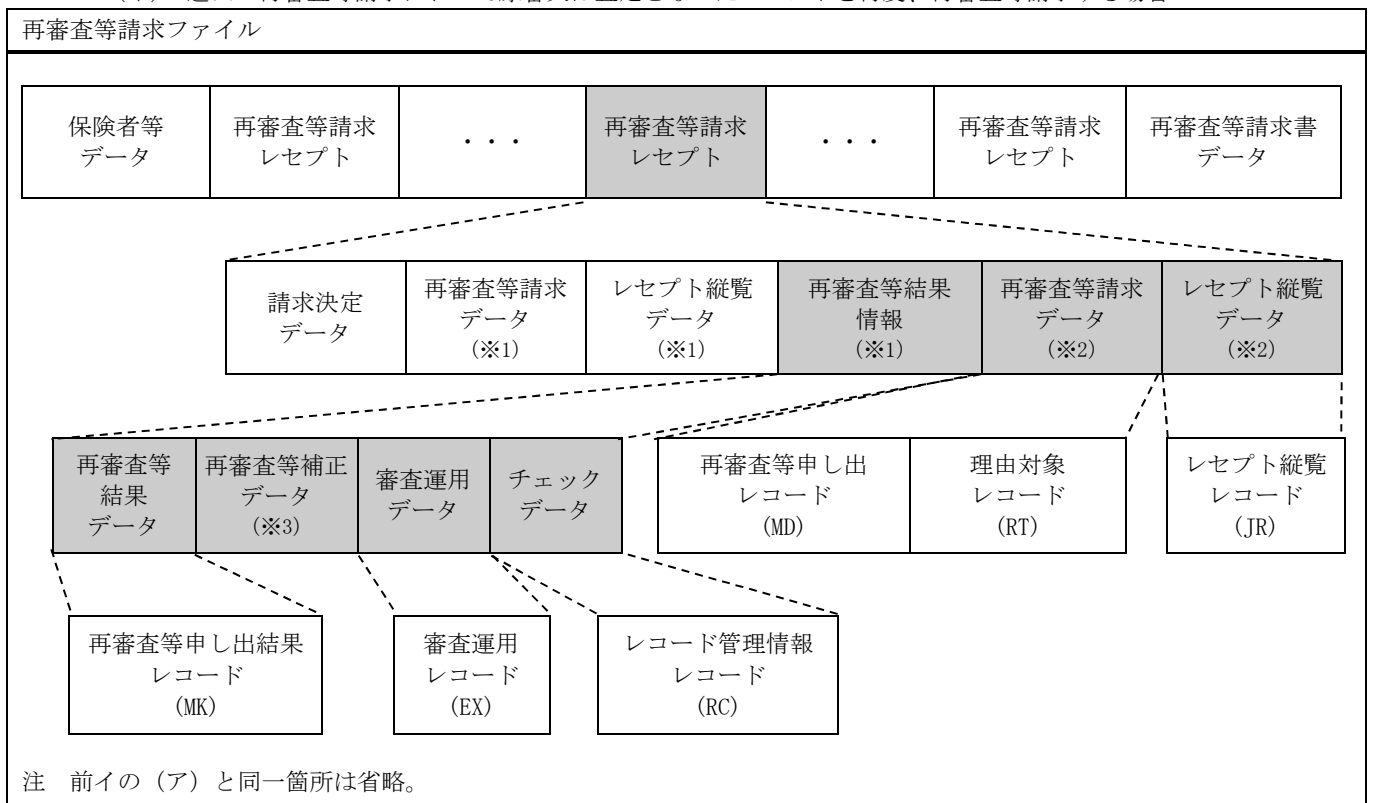 再審査等請求ファイル
保険者等
データ
再審査等請求
レセプト
・・・
再審査等請求
レセプト
・・・
再審査等請求
レセプト
再審査等請求書
データ
請求決定
データ
再審査等請求
データ
(※1)
レセプト縦覧
データ
(※1)
再審査等結果
情報
(※1)
再審査等請求
データ
(※2)
レセプト縦覧
データ
(※2)
再審査等
結果
データ
再審査等補正
データ
(※3)
審査運用
データ
チェック
データ
再審査等申し出
レコード
(MD)
理由対象
レコード
(RT)
レセプト縦覧
レコード
(JR)
再審査等申し出結果
レコード
(MK)
審査運用
レコード
(EX)
レコード管理情報
レコード
(RC)
注 前イの（ア）と同一箇所は省略。